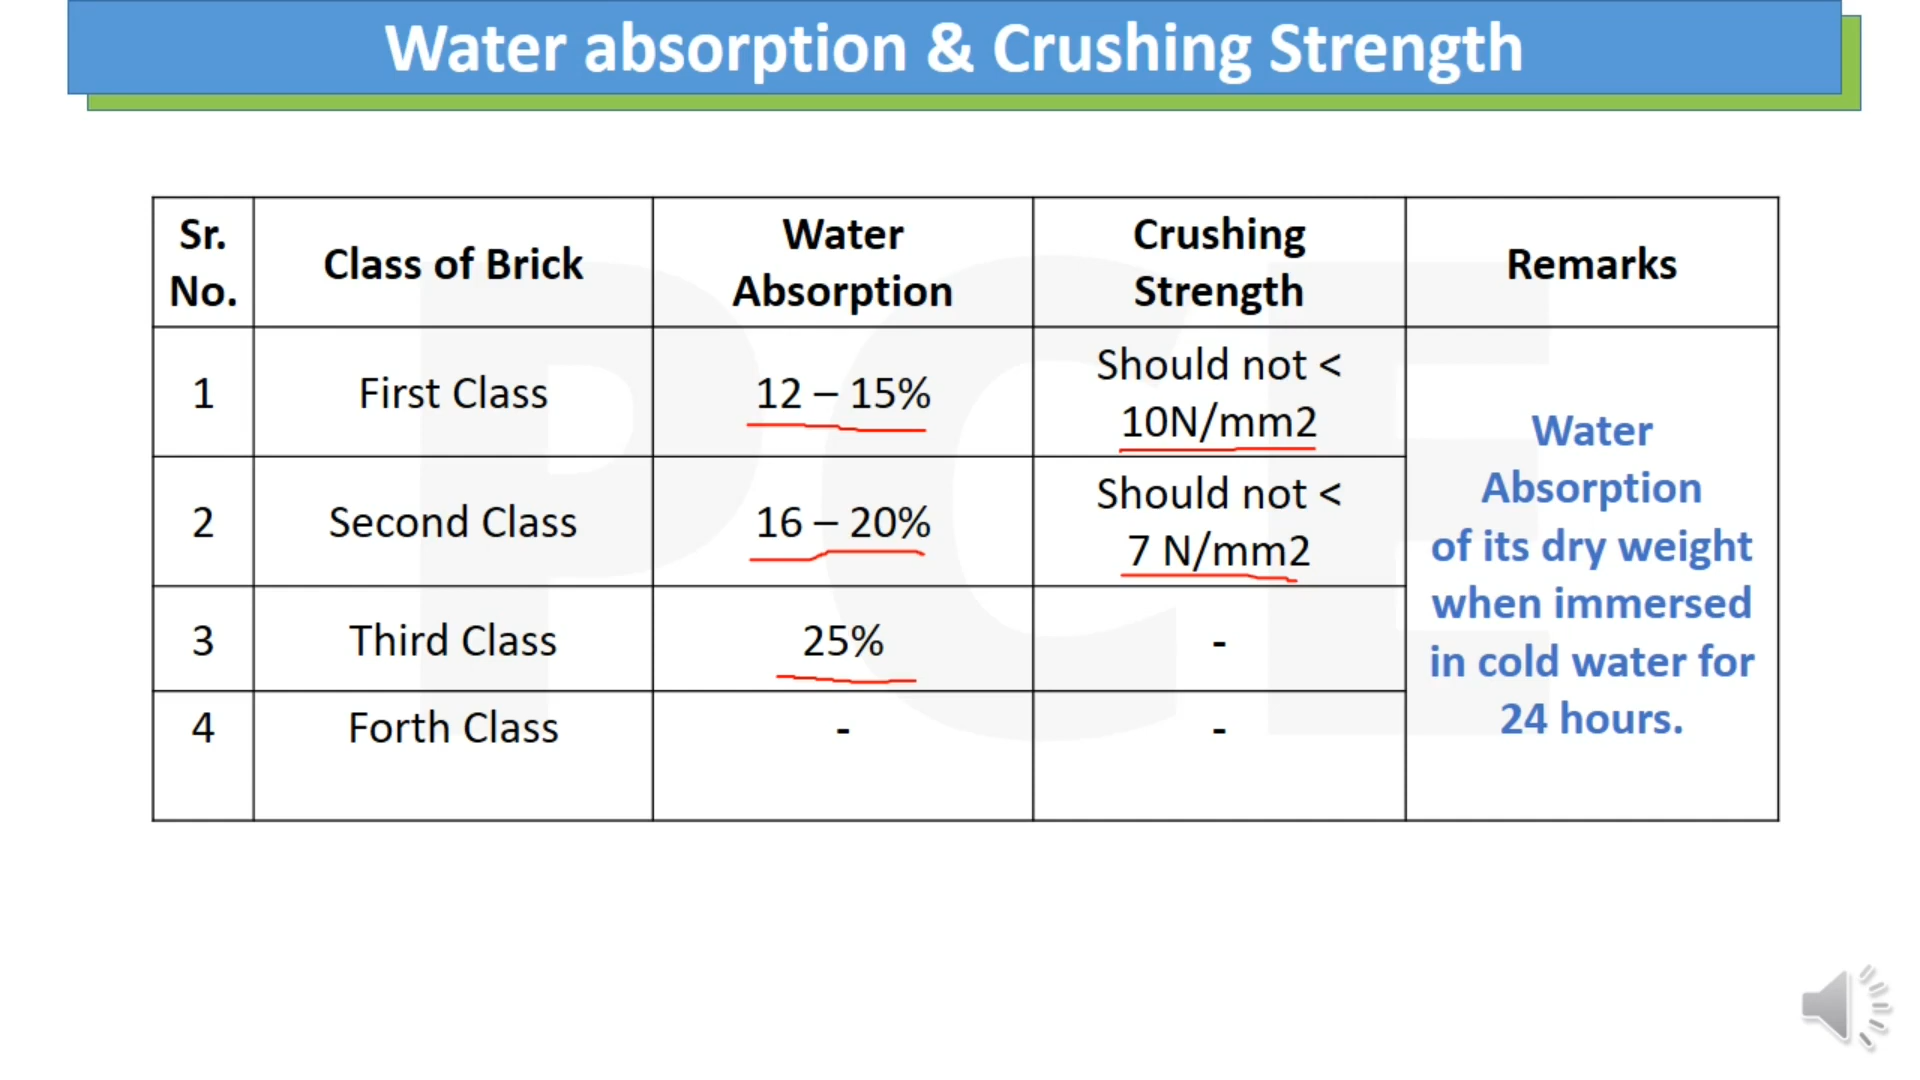 Water absorption & Crushing Strength
Sr.
No.
Class of Brick
Water
Absorption
Crushing
Strength
Remarks
1
First Class
12 – 15%
Should not <
10N/mm2
2
Second Class
16 – 20%
Should not <
7 N/mm2
3
Third Class
25%
-
4
Forth Class
-
-
Water
Absorption
of its dry weight
when immersed
in cold water for
24 hours.
PCE